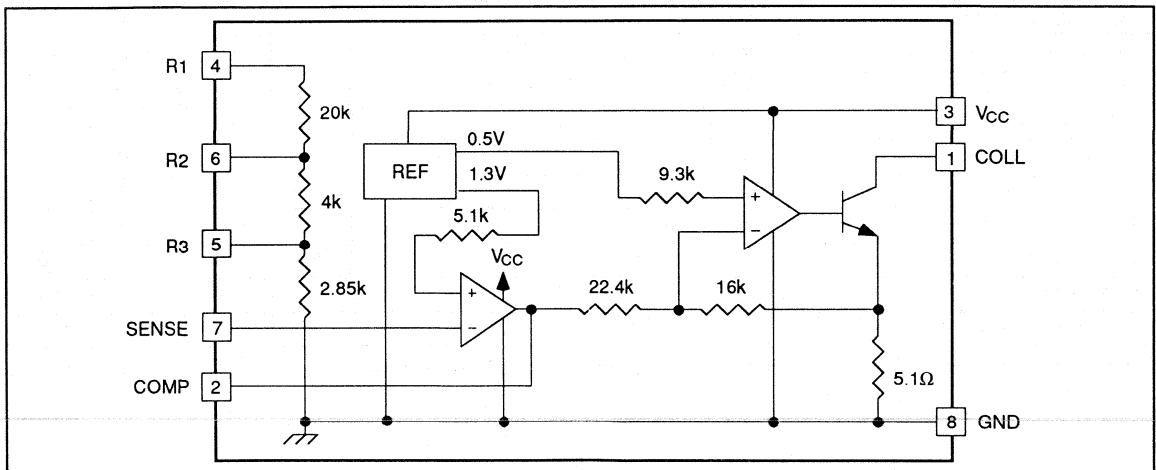 R1 4
20k
3 VCC
0.5V
R2 6
REF
1 COLL
1.3V
9.3k
+
−
4k
5.1k
R3 5
VCC
2.85k
+
−
22.4k
16k
SENSE 7
COMP 2
5.1Ω
8 GND